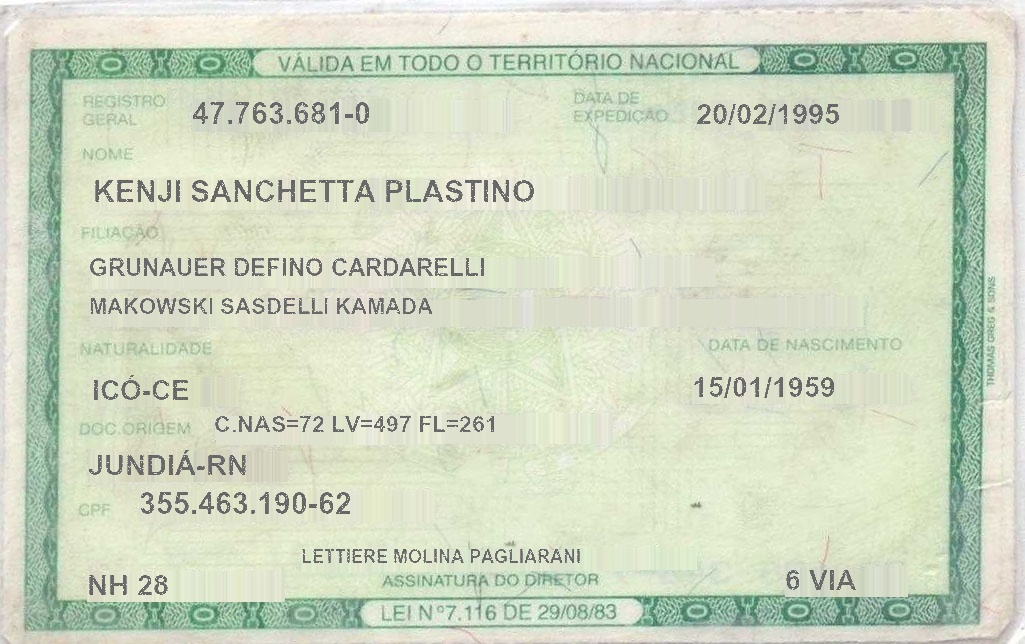 VÁLIDA EM TODO O TERRITÓRIO NACIONAL
REGISTRO GERAL 47.763.681-0 DATA DE EXPEDIÇÃO 20/02/1995
NOME
KENJI SANCHETTA PLASTINO
FILIAÇÃO
GRUNAUER DEFINO CARDARELLI
MAKOWSKI SASDELLI KAMADA
NATURALIDADE DATA DE NASCIMENTO
ICÓ-CE 15/01/1959
DOC.ORIGEM C.NAS=72 LV=497 FL=261
JUNDIÁ-RN
CPF 355.463.190-62
LETTIERE MOLINA PAGLIARANI
NH 28 ASSINATURA DO DIRETOR 6 VIA
LEI Nº7.116 DE 29/08/83
THOMAS GREG & SONS